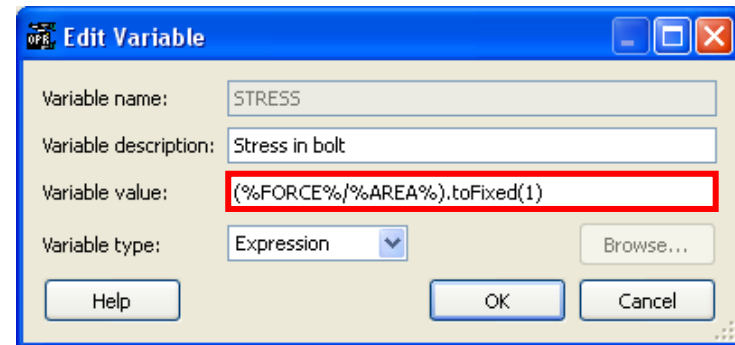 OPR. Edit Variable
Variable name: STRESS
Variable description: Stress in bolt
Variable value: (%FORCE%/%AREA%).toFixed(1)
Variable type: Expression Browse...
Help OK Cancel